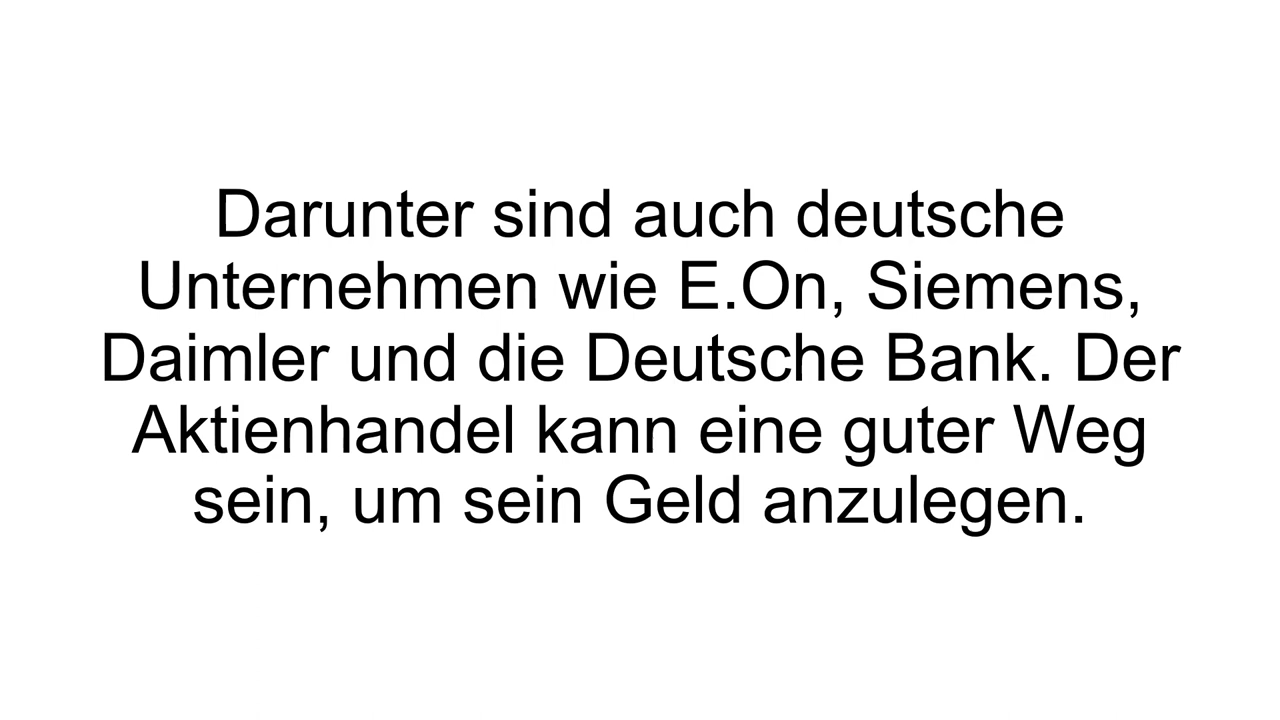 Darunter sind auch deutsche
Unternehmen wie E.On, Siemens,
Daimler und die Deutsche Bank. Der
Aktienhandel kann eine guter Weg
sein, um sein Geld anzulegen.